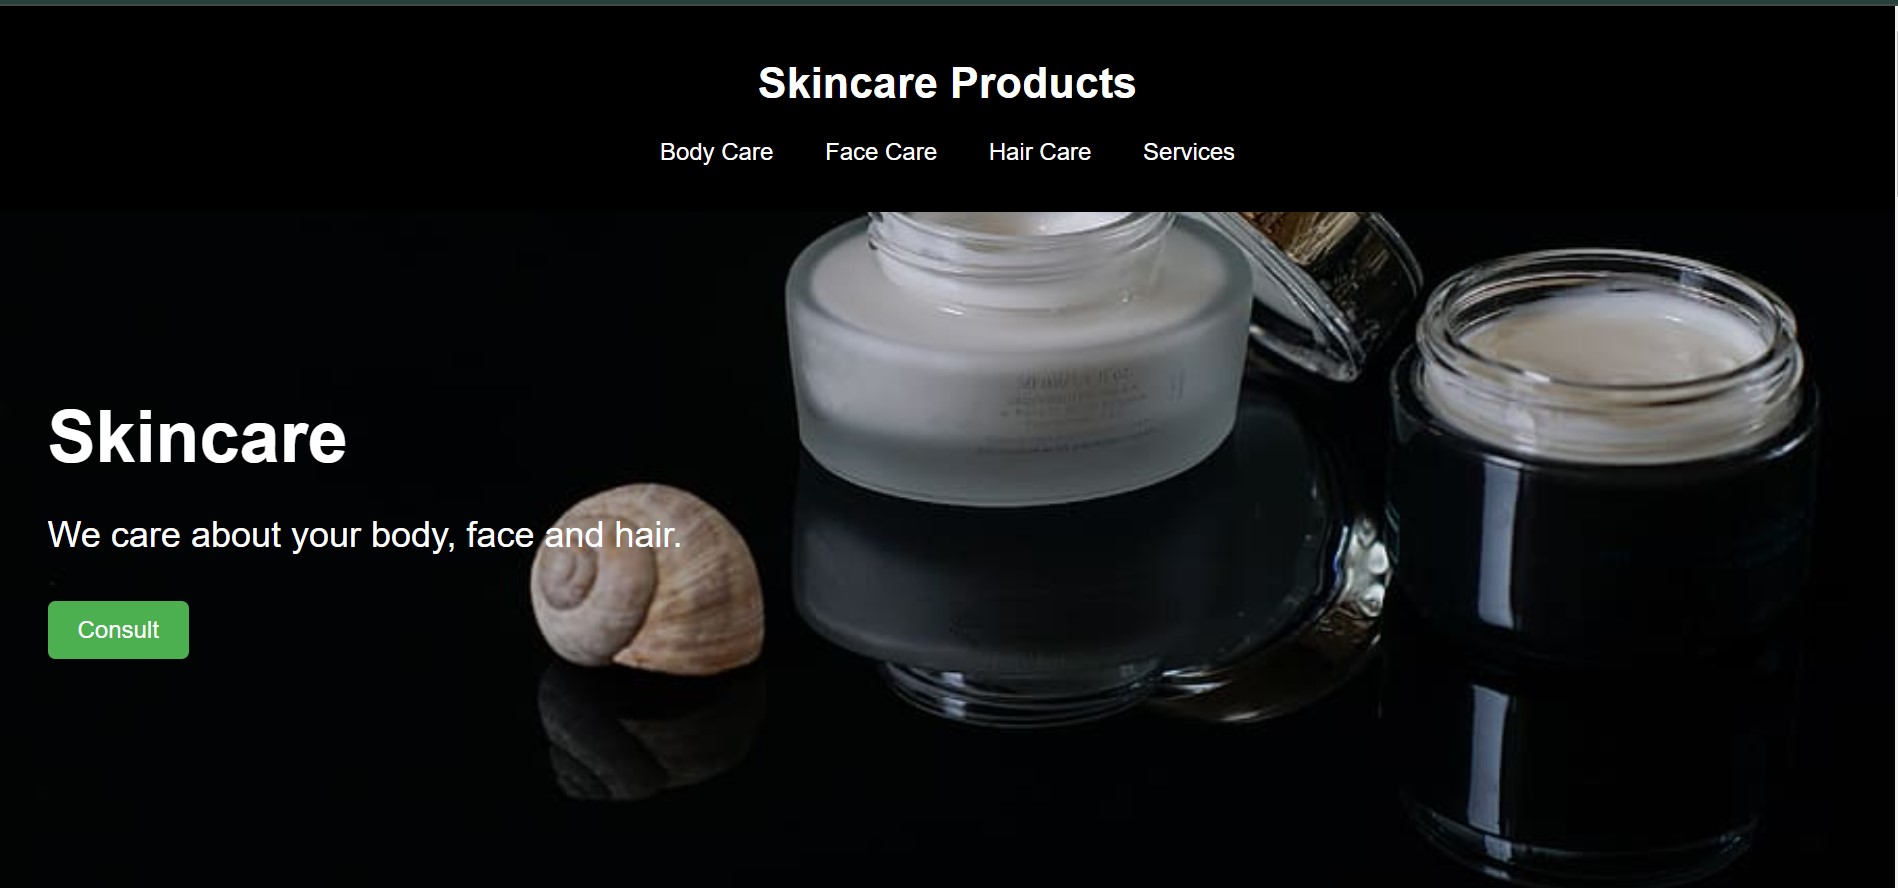 Skincare Products
Body Care Face Care Hair Care Services
Skincare
We care about your body, face and hair.
Consult